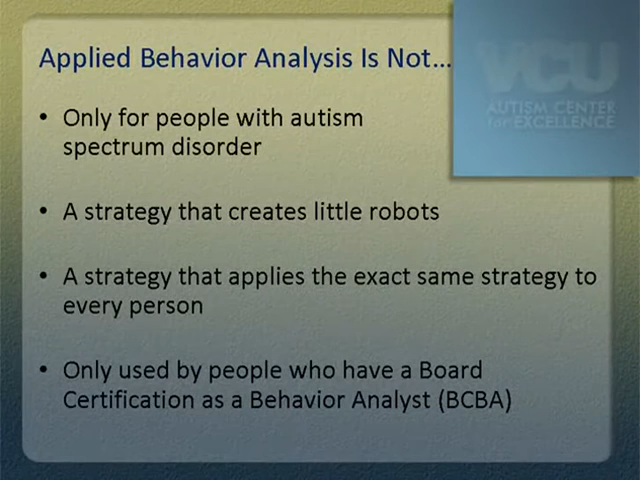 Applied Behavior Analysis Is Not...
VCU
AUTISM CENTER
for EXCELLENCE
• Only for people with autism
spectrum disorder
• A strategy that creates little robots
• A strategy that applies the exact same strategy to
every person
• Only used by people who have a Board
Certification as a Behavior Analyst (BCBA)